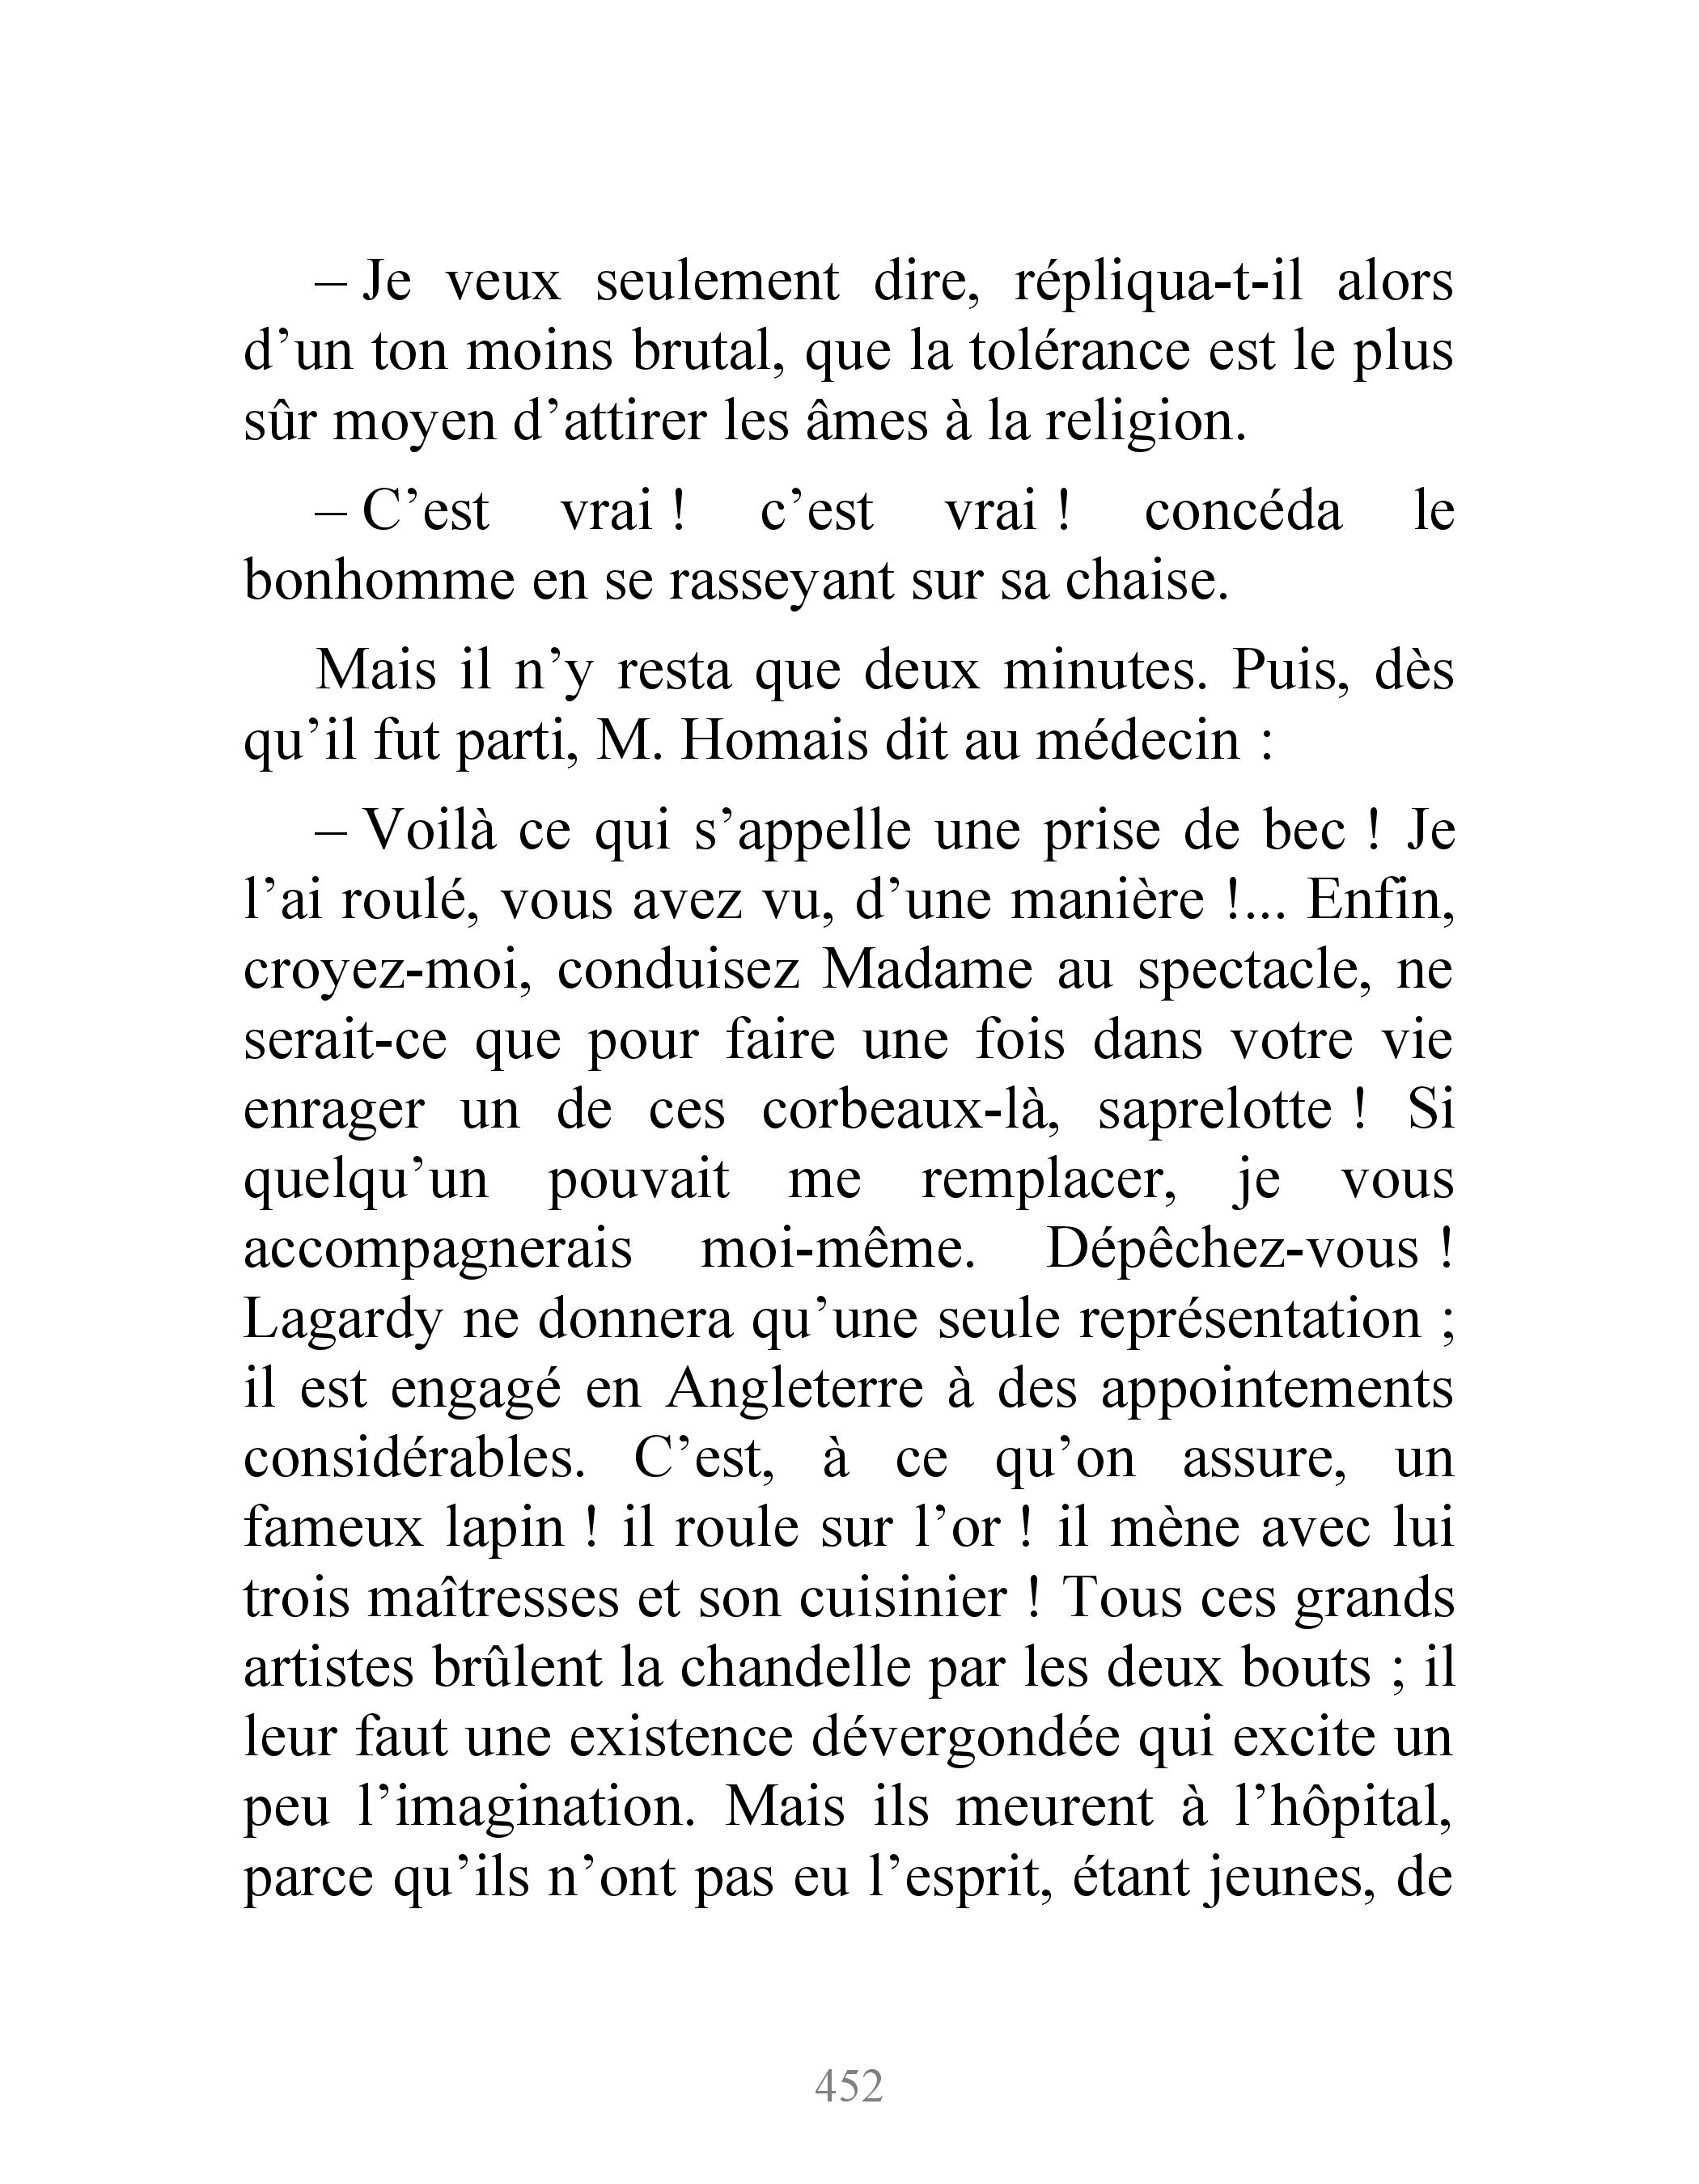 – Je veux seulement dire, répliqua-t-il alors
d’un ton moins brutal, que la tolérance est le plus
sûr moyen d’attirer les âmes à la religion.
– C’est vrai ! c’est vrai ! concéda le
bonhomme en se rasseyant sur sa chaise.
Mais il n’y resta que deux minutes. Puis, dès
qu’il fut parti, M. Homais dit au médecin :
– Voilà ce qui s’appelle une prise de bec ! Je
l’ai roulé, vous avez vu, d’une manière !... Enfin,
croyez-moi, conduisez Madame au spectacle, ne
serait-ce que pour faire une fois dans votre vie
enrager un de ces corbeaux-là, saprelotte ! Si
quelqu’un pouvait me remplacer, je vous
accompagnerais moi-même. Dépêchez-vous !
Lagardy ne donnera qu’une seule représentation ;
il est engagé en Angleterre à des appointements
considérables. C’est, à ce qu’on assure, un
fameux lapin ! il roule sur l’or ! il mène avec lui
trois maîtresses et son cuisinier ! Tous ces grands
artistes brûlent la chandelle par les deux bouts ; il
leur faut une existence dévergondée qui excite un
peu l’imagination. Mais ils meurent à l’hôpital,
parce qu’ils n’ont pas eu l’esprit, étant jeunes, de
452